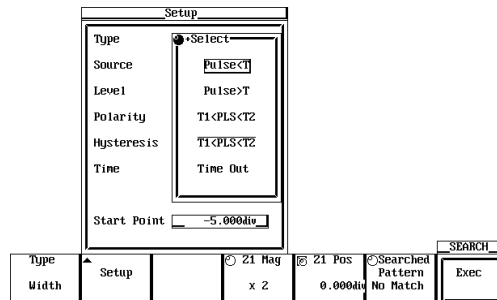 Setup
Type
+Select
Source
Pulse<T
Level
Pulse>T
Polarity
T1<PLS<T2
Hysteresis
T1<PLS<T2
Time
Time Out
Start Point
-5.000div
SEARCH
Type
Width
Setup
Z1 Mag
x 2
Z1 Pos
0.000div
Searched
Pattern
No Match
Exec